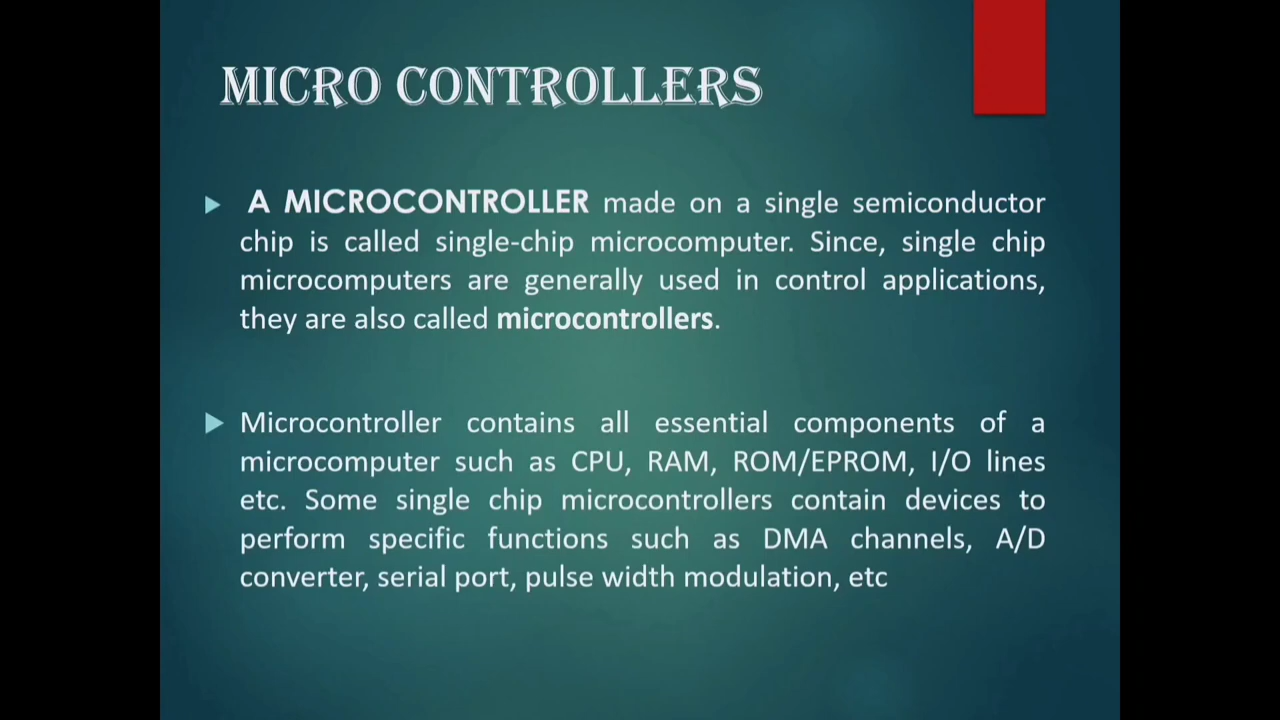 MICRO CONTROLLERS
A MICROCONTROLLER made on a single semiconductor
chip is called single-chip microcomputer. Since, single chip
microcomputers are generally used in control applications,
they are also called microcontrollers.
Microcontroller contains all essential components of a
microcomputer such as CPU, RAM, ROM/EPROM, I/O lines
etc. Some single chip microcontrollers contain devices to
perform specific functions such as DMA channels, A/D
converter, serial port, pulse width modulation, etc